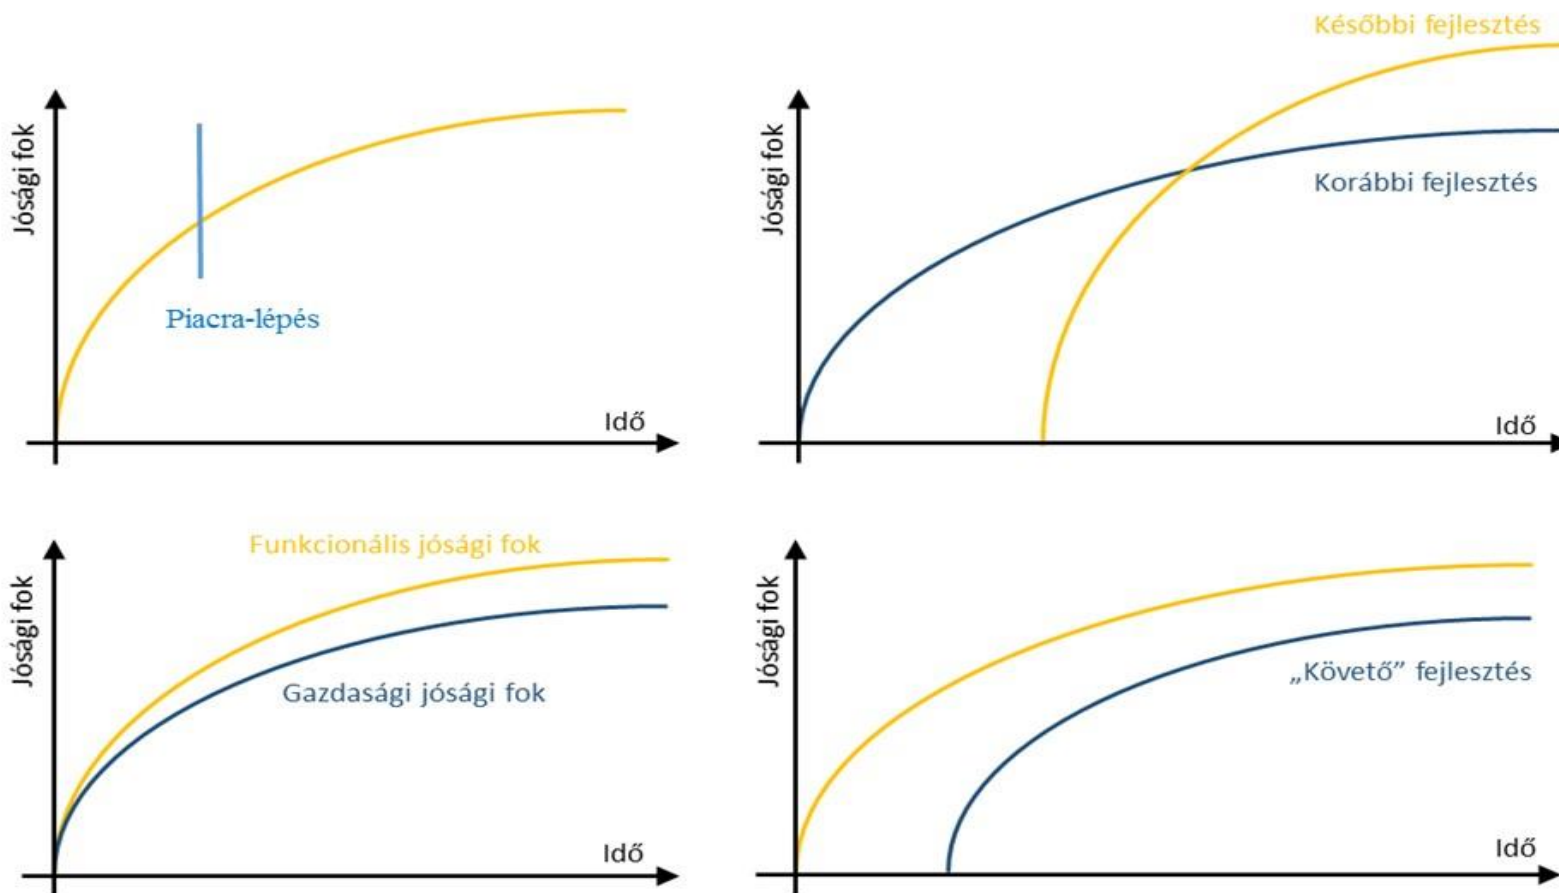 Jósági fok
Piacra-lépés
Idő
Későbbi fejlesztés
Jósági fok
Korábbi fejlesztés
Idő
Funkcionális jósági fok
Jósági fok
Gazdasági jósági fok
Idő
Jósági fok
„Követő” fejlesztés
Idő